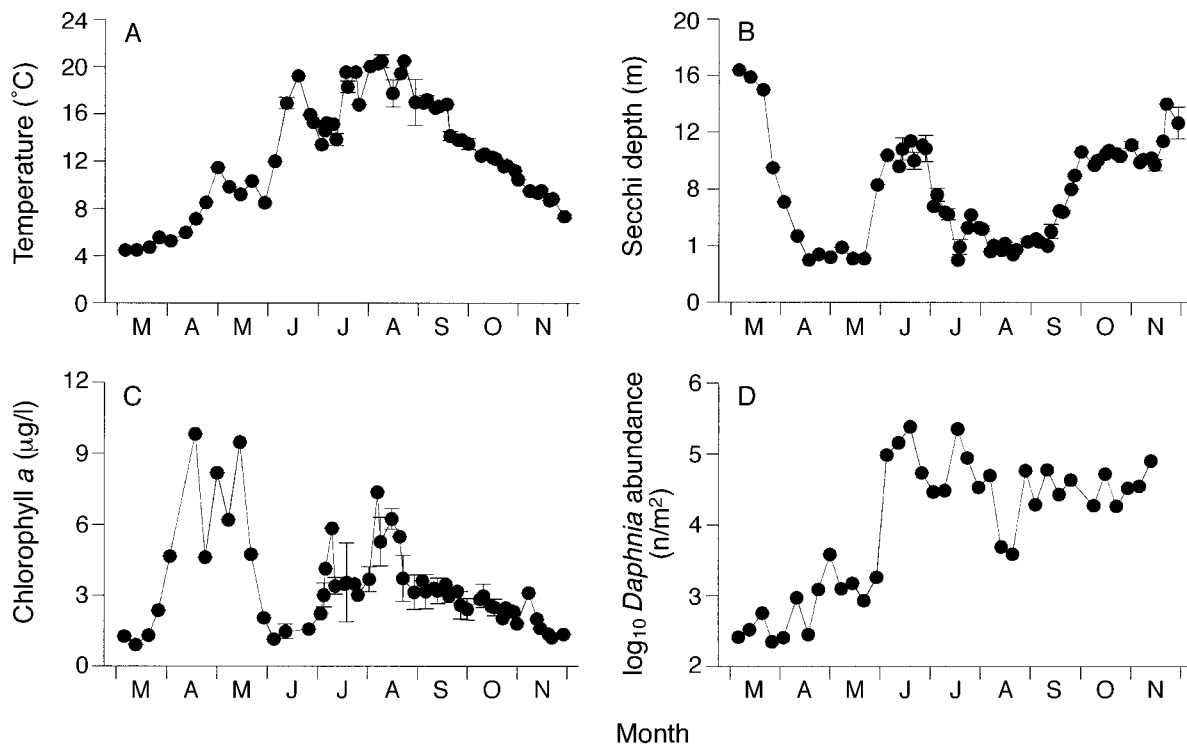 A
Temperature (˚C)
24
20
16
12
8
4
0
M A M J J A S O N
B
Secchi depth (m)
20
16
12
8
1
0
M A M J J A S O N
C
Chlorophyll a (μg/l)
12
9
6
3
0
M A M J J A S O N
D
log10 Daphnia abundance
(n/m²)
6
5
4
3
2
M A M J J A S O N
Month